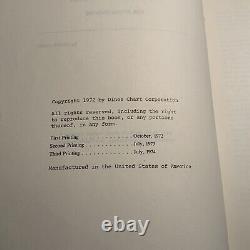 Copyright 1972 by Dinos Chart Corporation
All rights reserved, including the right
to reproduce this book, or any portions
thereof, in any form.
First Printing . . . . . . . . . . . . October, 1972
Second Printing . . . . . . . . . . . . July, 1973
Third Printing . . . . . . . . . . . . July, 1974
Manufactured in the United States of America